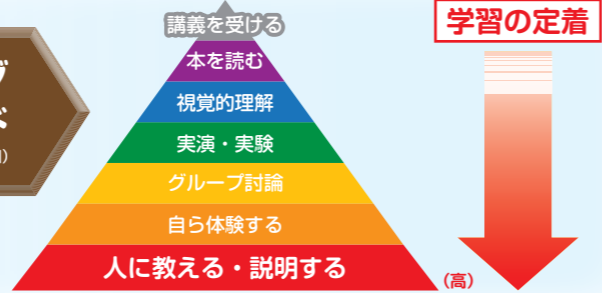 講義を受ける
本を読む
視覚的理解
実演・実験
グループ討論
自ら体験する
人に教える・説明する
学習の定着
(高)